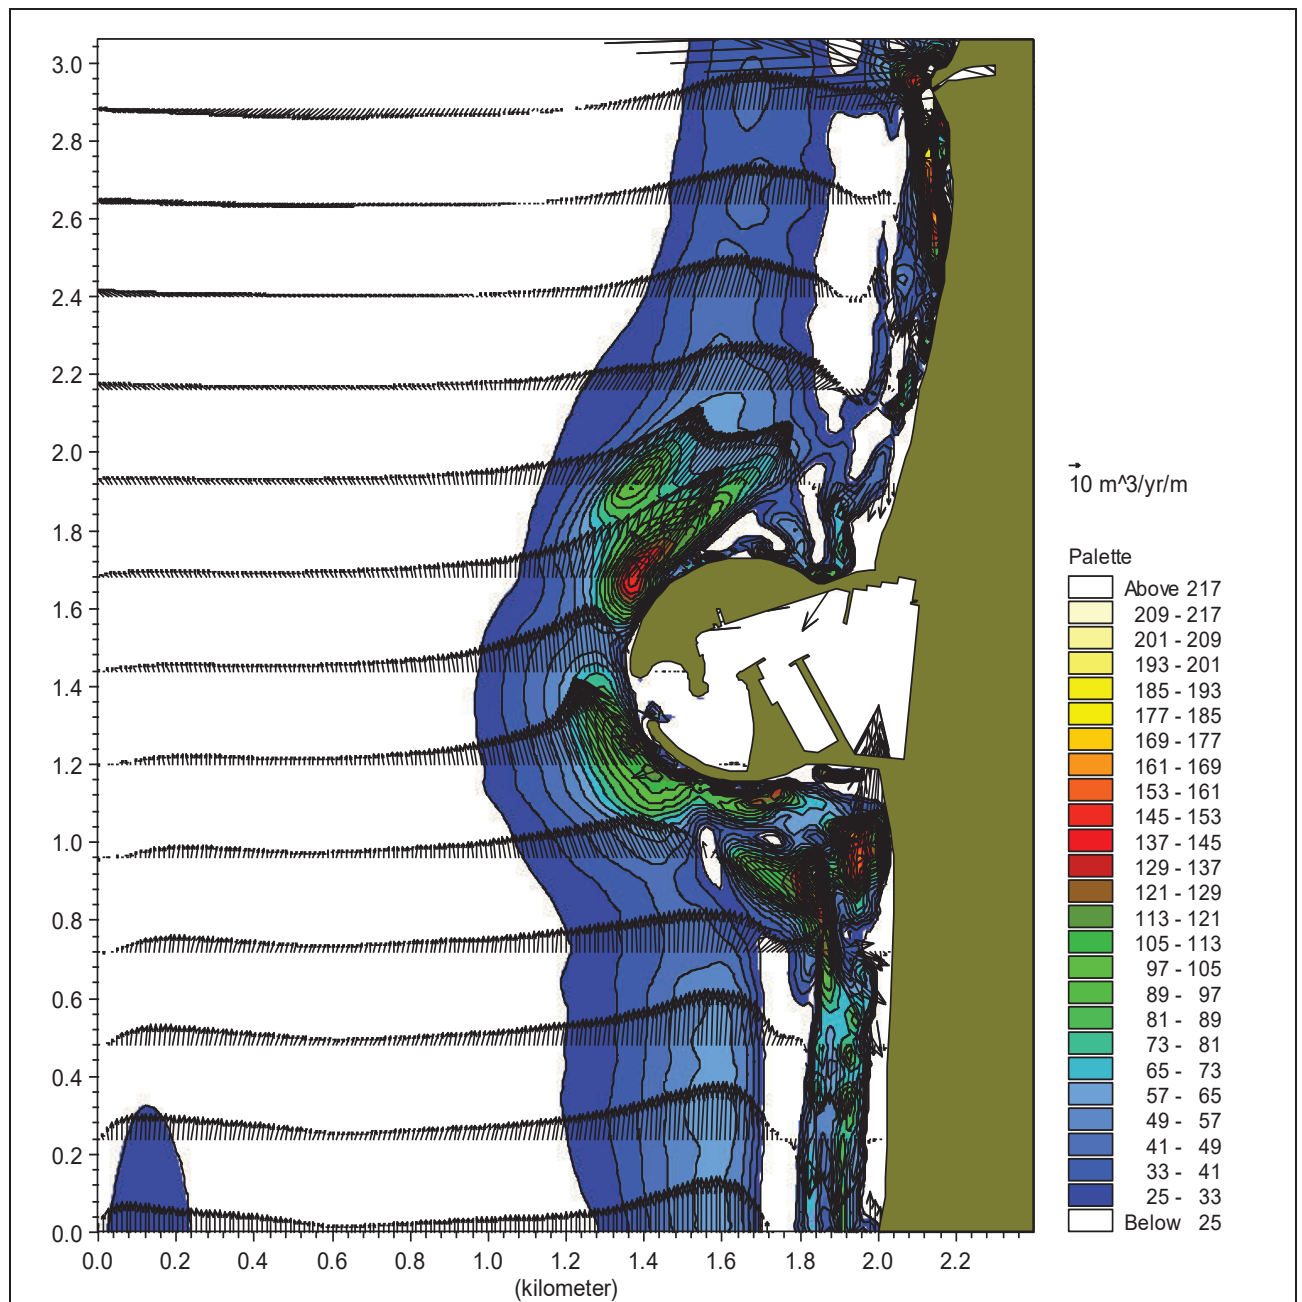 3.0
2.8
2.6
2.4
2.2
2.0
1.8
1.6
1.4
1.2
1.0
0.8
0.6
0.4
0.2
0.0
0.0 0.2 0.4 0.6 0.8 1.0 1.2 1.4 1.6 1.8 2.0 2.2
(kilometer)
10 m^3/yr/m
Palette
Above 217
209 - 217
201 - 209
193 - 201
185 - 193
177 - 185
169 - 177
161 - 169
153 - 161
145 - 153
137 - 145
129 - 137
121 - 129
113 - 121
105 - 113
97 - 105
89 - 97
81 - 89
73 - 81
65 - 73
57 - 65
49 - 57
41 - 49
33 - 41
25 - 33
Below 25